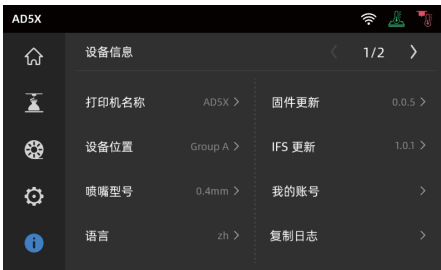 AD5X
设备信息
1/2
打印机名称 AD5X >
固件更新 0.0.5 >
设备位置 Group A >
IFS 更新 1.0.1 >
喷嘴型号 0.4mm >
我的账号 >
语言 zh >
复制日志 >